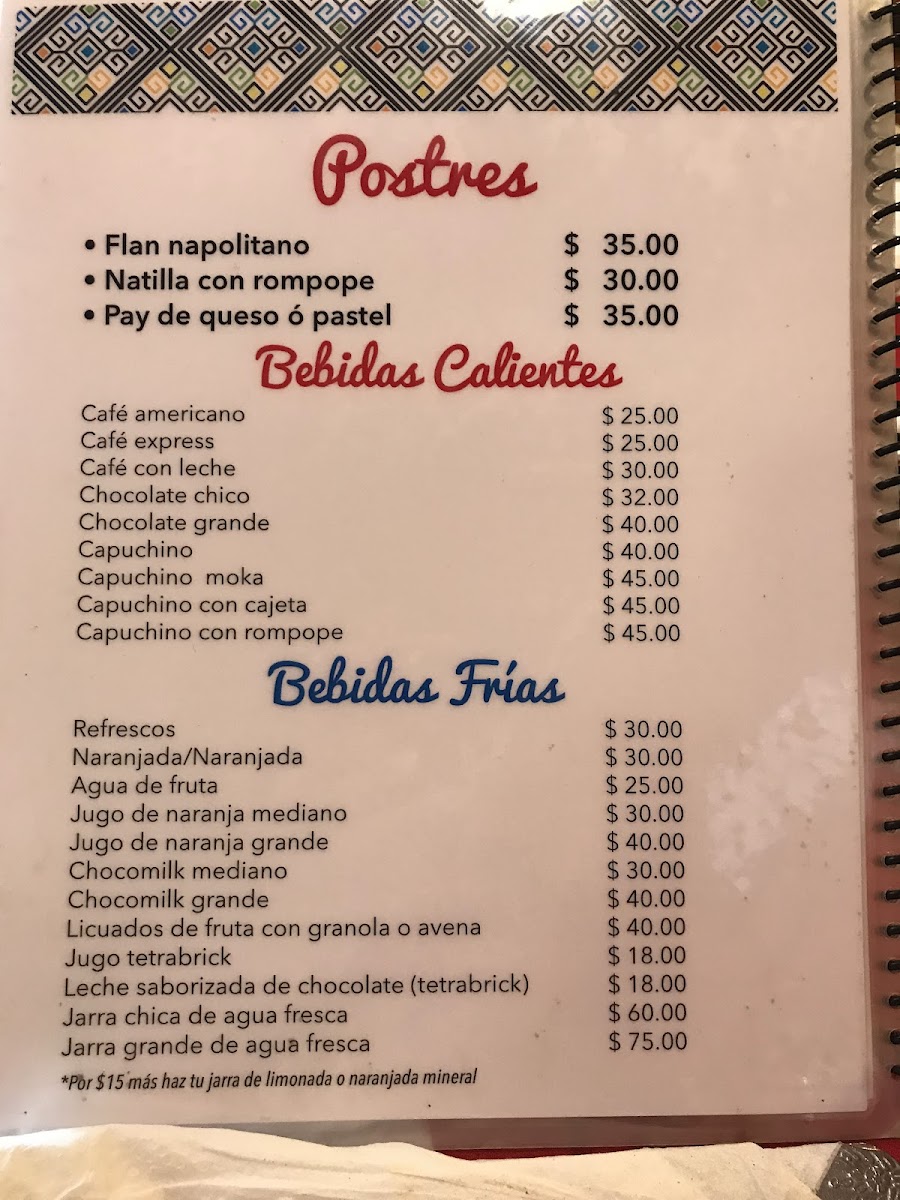 Postres
• Flan napolitano $ 35.00
• Natilla con rompope $ 30.00
• Pay de queso ó pastel $ 35.00
Bebidas Calientes
Café americano $ 25.00
Café express $ 25.00
Café con leche $ 30.00
Chocolate chico $ 32.00
Chocolate grande $ 40.00
Capuchino $ 40.00
Capuchino moka $ 45.00
Capuchino con cajeta $ 45.00
Capuchino con rompope $ 45.00
Bebidas Frías
Refrescos $ 30.00
Naranjada/Naranjada $ 30.00
Agua de fruta $ 25.00
Jugo de naranja mediano $ 30.00
Jugo de naranja grande $ 40.00
Chocomilk mediano $ 30.00
Chocomilk grande $ 40.00
Licuados de fruta con granola o avena $ 40.00
Jugo tetrabrick $ 18.00
Leche saborizada de chocolate (tetrabrick) $ 18.00
Jarra chica de agua fresca $ 60.00
Jarra grande de agua fresca $ 75.00
*Por $15 más haz tu jarra de limonada o naranjada mineral